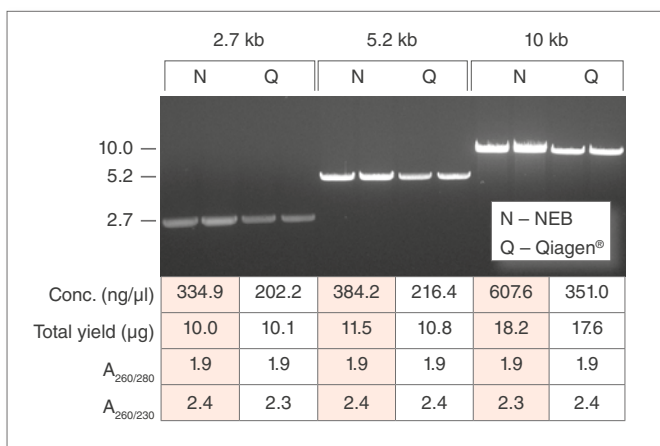 2.7 kb 5.2 kb 10 kb
N Q N Q N Q
10.0 —
5.2 —
2.7 —
N – NEB
Q – Qiagen®
Conc. (ng/µl) 334.9 202.2 384.2 216.4 607.6 351.0
Total yield (µg) 10.0 10.1 11.5 10.8 18.2 17.6
A260/280 1.9 1.9 1.9 1.9 1.9 1.9
A260/230 2.4 2.3 2.4 2.4 2.3 2.4